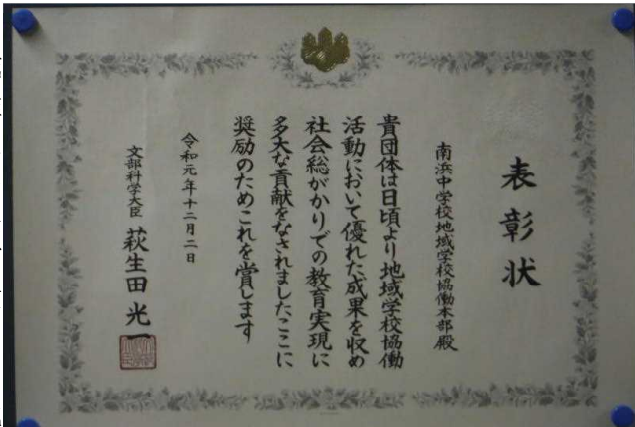 表彰状
南浜中学校地域学校協働本部殿
貴団体は日頃より地域学校協働
活動において優れた成果を収め
社会総がかりでの教育実現に
多大な貢献をなされましたここに
奨励のためこれを賞します
令和元年十二月二日
文部科学大臣 萩生田光一